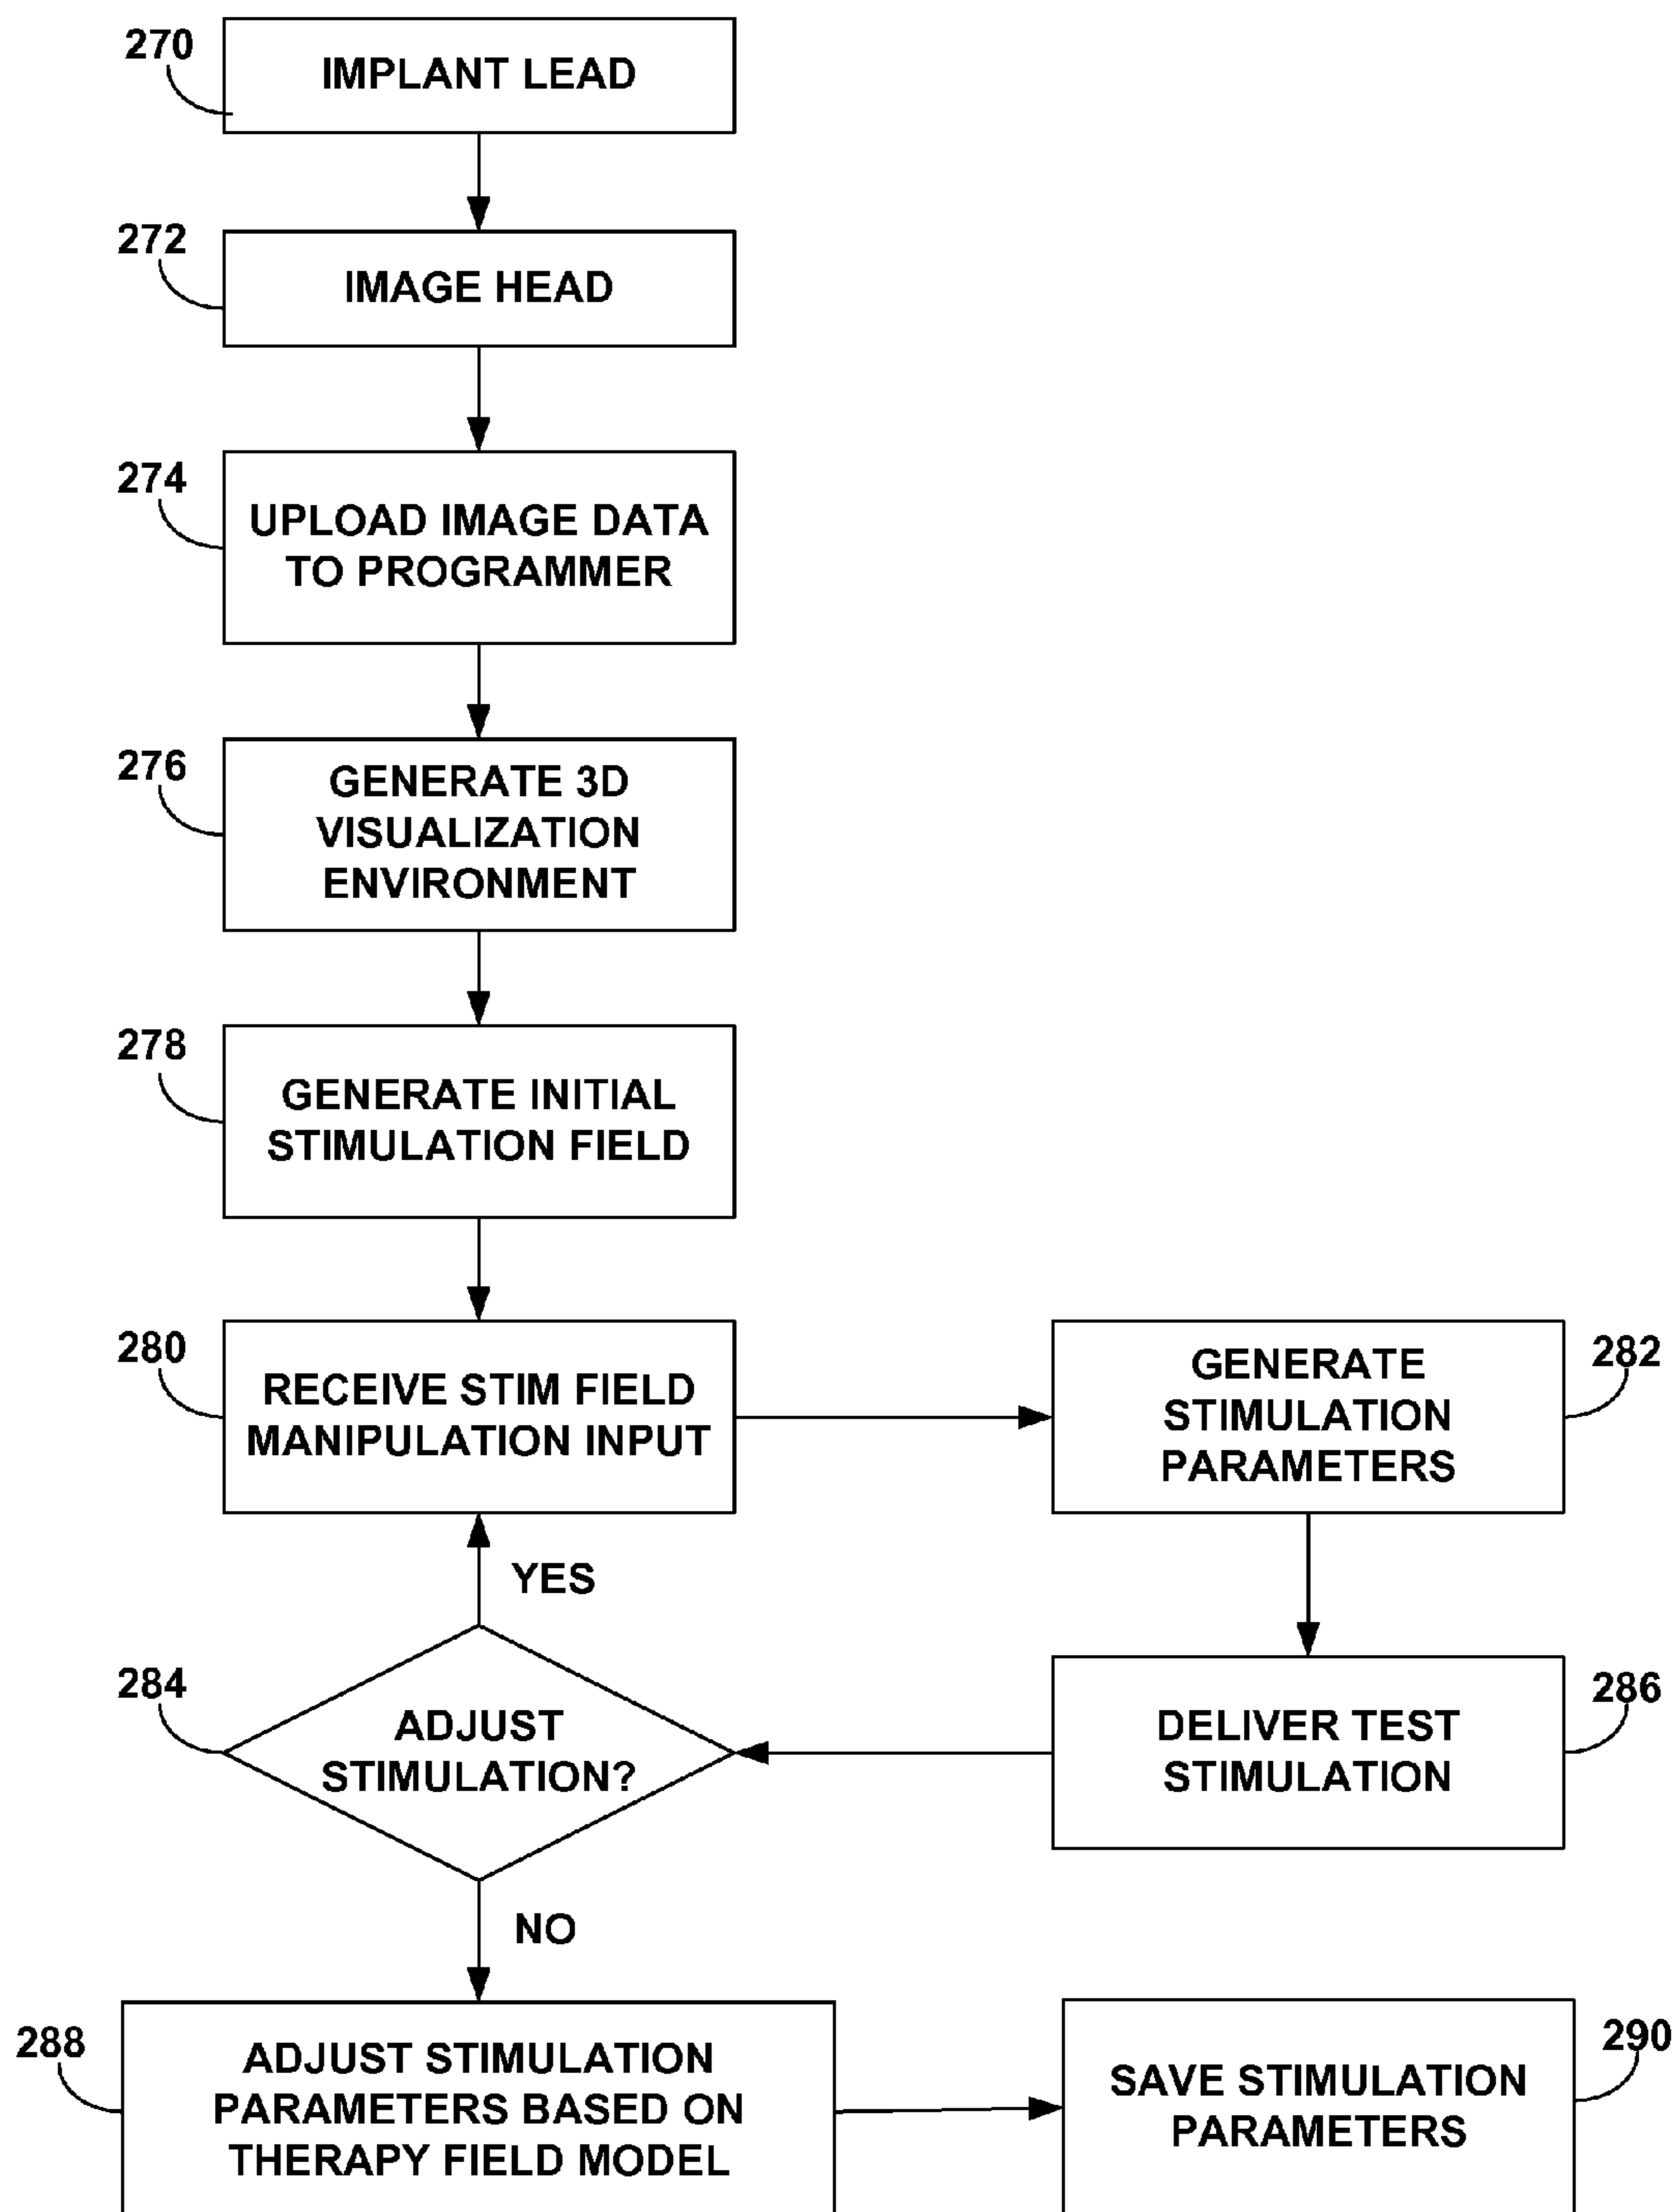 270
IMPLANT LEAD
272
IMAGE HEAD
274
UPLOAD IMAGE DATA
TO PROGRAMMER
276
GENERATE 3D
VISUALIZATION
ENVIRONMENT
278
GENERATE INITIAL
STIMULATION FIELD
280
RECEIVE STIM FIELD
MANIPULATION INPUT
282
GENERATE
STIMULATION
PARAMETERS
YES
284
ADJUST
STIMULATION?
286
DELIVER TEST
STIMULATION
NO
288
ADJUST STIMULATION
PARAMETERS BASED ON
THERAPY FIELD MODEL
290
SAVE STIMULATION
PARAMETERS